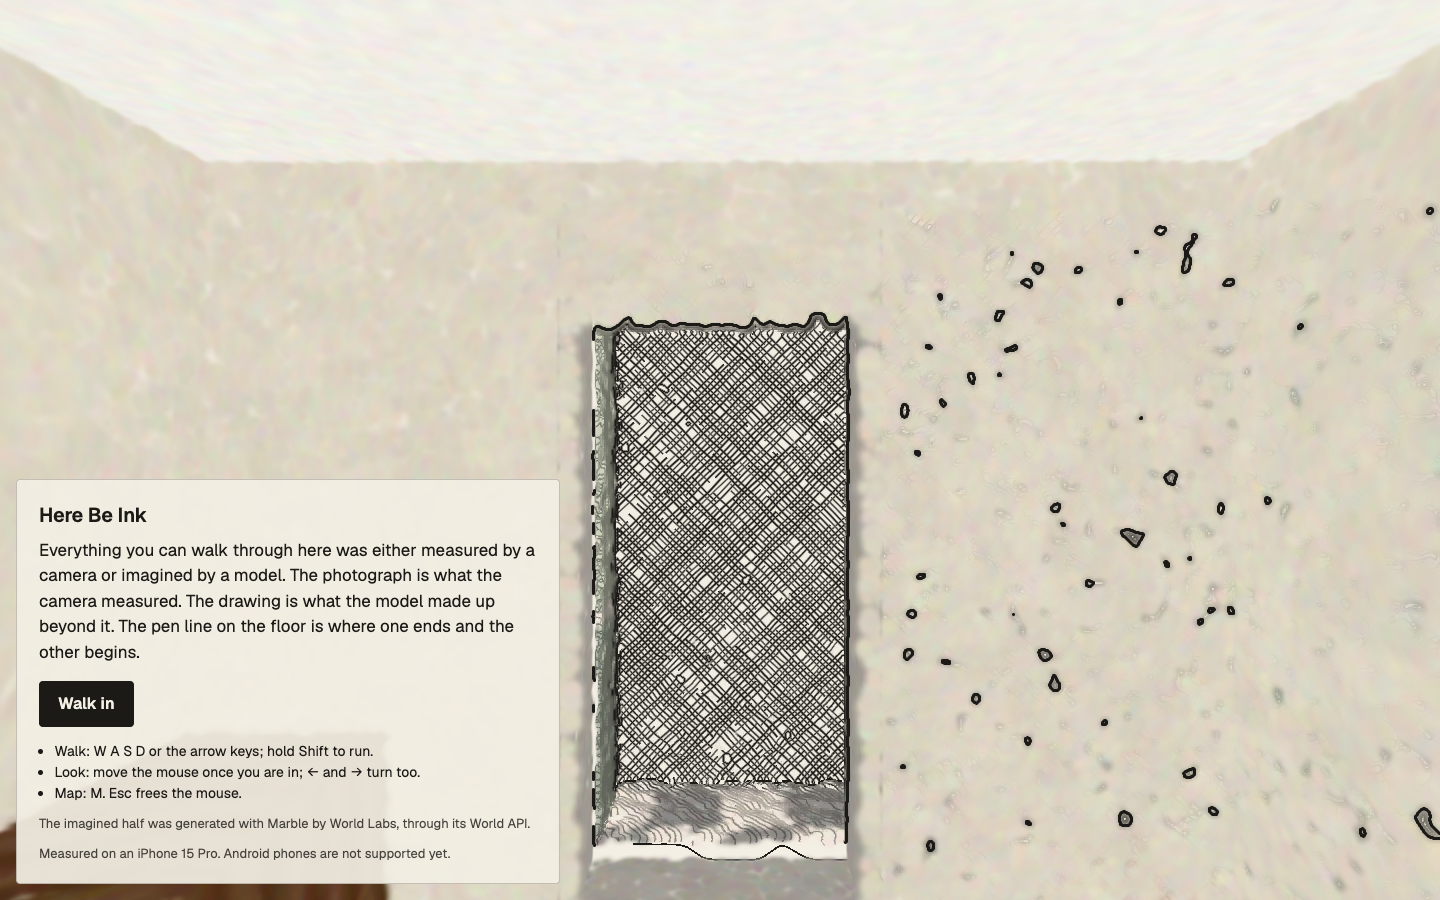 Here Be Ink
Everything you can walk through here was either measured by a
camera or imagined by a model. The photograph is what the
camera measured. The drawing is what the model made up
beyond it. The pen line on the floor is where one ends and the
other begins.
Walk in
• Walk: W A S D or the arrow keys; hold Shift to run.
• Look: move the mouse once you are in; ← and → turn too.
• Map: M. Esc frees the mouse.
The imagined half was generated with Marble by World Labs, through its World API.
Measured on an iPhone 15 Pro. Android phones are not supported yet.